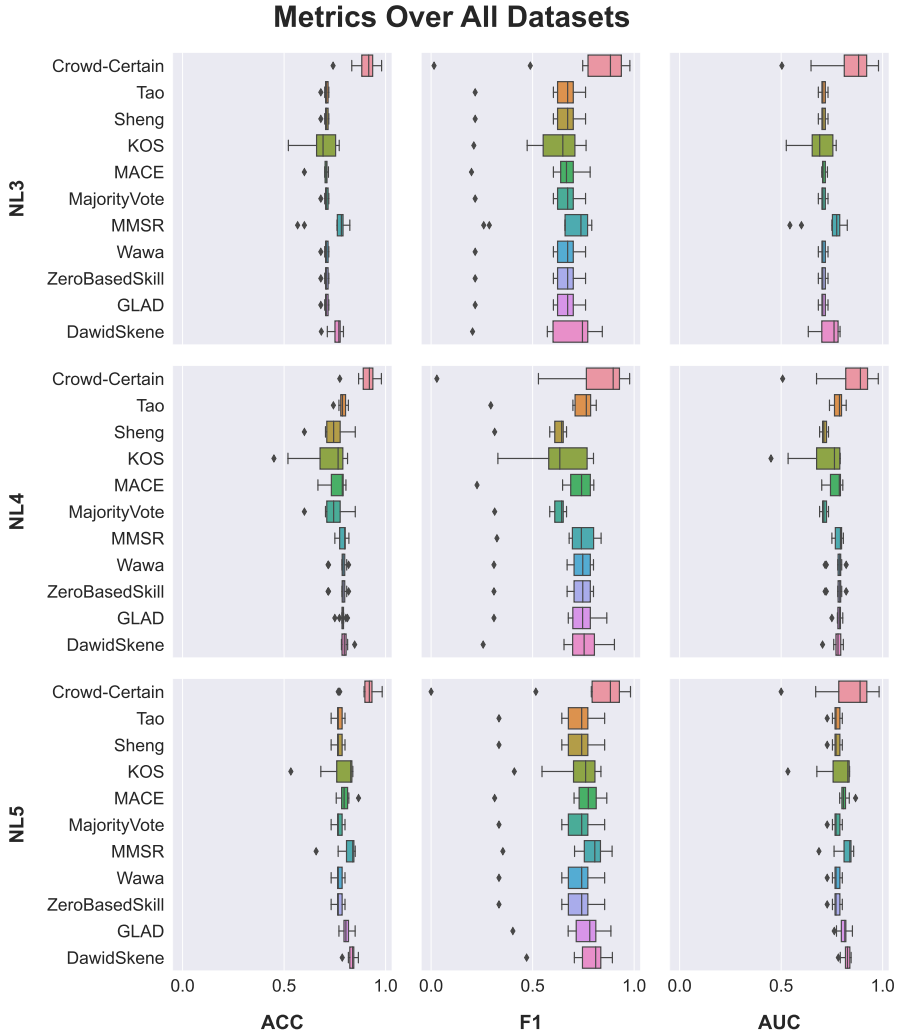 Metrics Over All Datasets
NL3
Crowd-Certain
Tao
Sheng
KOS
MACE
MajorityVote
MMSR
Wawa
ZeroBasedSkill
GLAD
DawidSkene
NL4
Crowd-Certain
Tao
Sheng
KOS
MACE
MajorityVote
MMSR
Wawa
ZeroBasedSkill
GLAD
DawidSkene
NL5
Crowd-Certain
Tao
Sheng
KOS
MACE
MajorityVote
MMSR
Wawa
ZeroBasedSkill
GLAD
DawidSkene
0.0 0.5 1.0 0.0 0.5 1.0 0.0 0.5 1.0
ACC F1 AUC